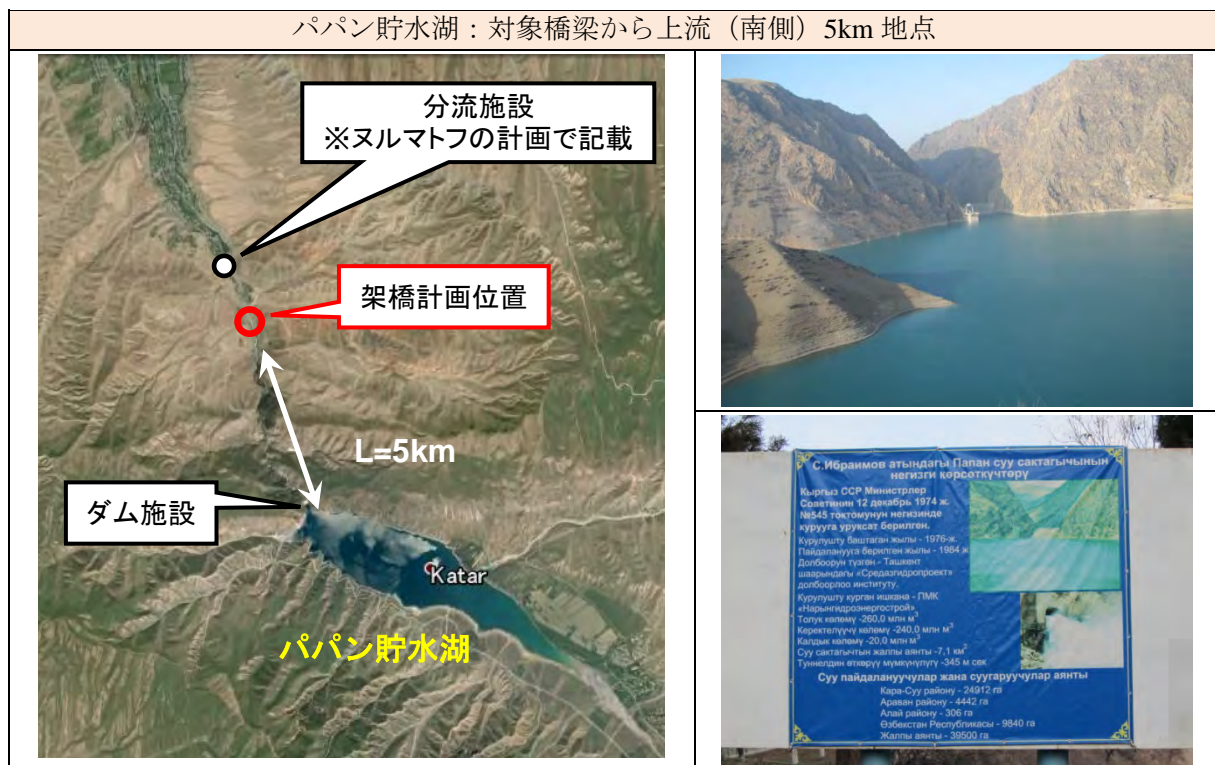 パパン貯水湖：対象橋梁から上流（南側）5km 地点
分流施設
※ヌルマトフの計画で記載
架橋計画位置
L=5km
ダム施設
Katar
パパン貯水湖
С.Ибраимов атындагы Папан суу сактагычынын
негизги көрсөткүчтөрү
Кыргыз ССР Министрлер
Советинин 12 декабрь 1974 ж.
№545 токтомунун негизинде
курууга уруксат берилген.
Курулушту баштаган жылы - 1976-ж.
Пайдаланууга берилген жылы - 1984 ж
Долбоорун түзгөн - Ташкент
шаарындагы «Средазгидропроект»
долбоорлоо институту.
Курулушту курган ишкана - ПМК
«Нарынгидроэнергострой»
Толук көлөмү -260,0 млн м³
Керектелүүчү көлөмү -240,0 млн м³
Калдык көлөмү -20,0 млн м³
Суу сактагычтын жалпы аянты -7,1 км²
Туннелдин өткөрүү мүмкүнчүлүгү -345 м сек
Суу пайдалануучулар жана сугаруучулар аянты
Кара-Суу району - 24912 га
Араван району - 4442 га
Алай району - 306 га
Өзбекстан Республикасы - 9840 га
Жалпы аянты - 39500 га